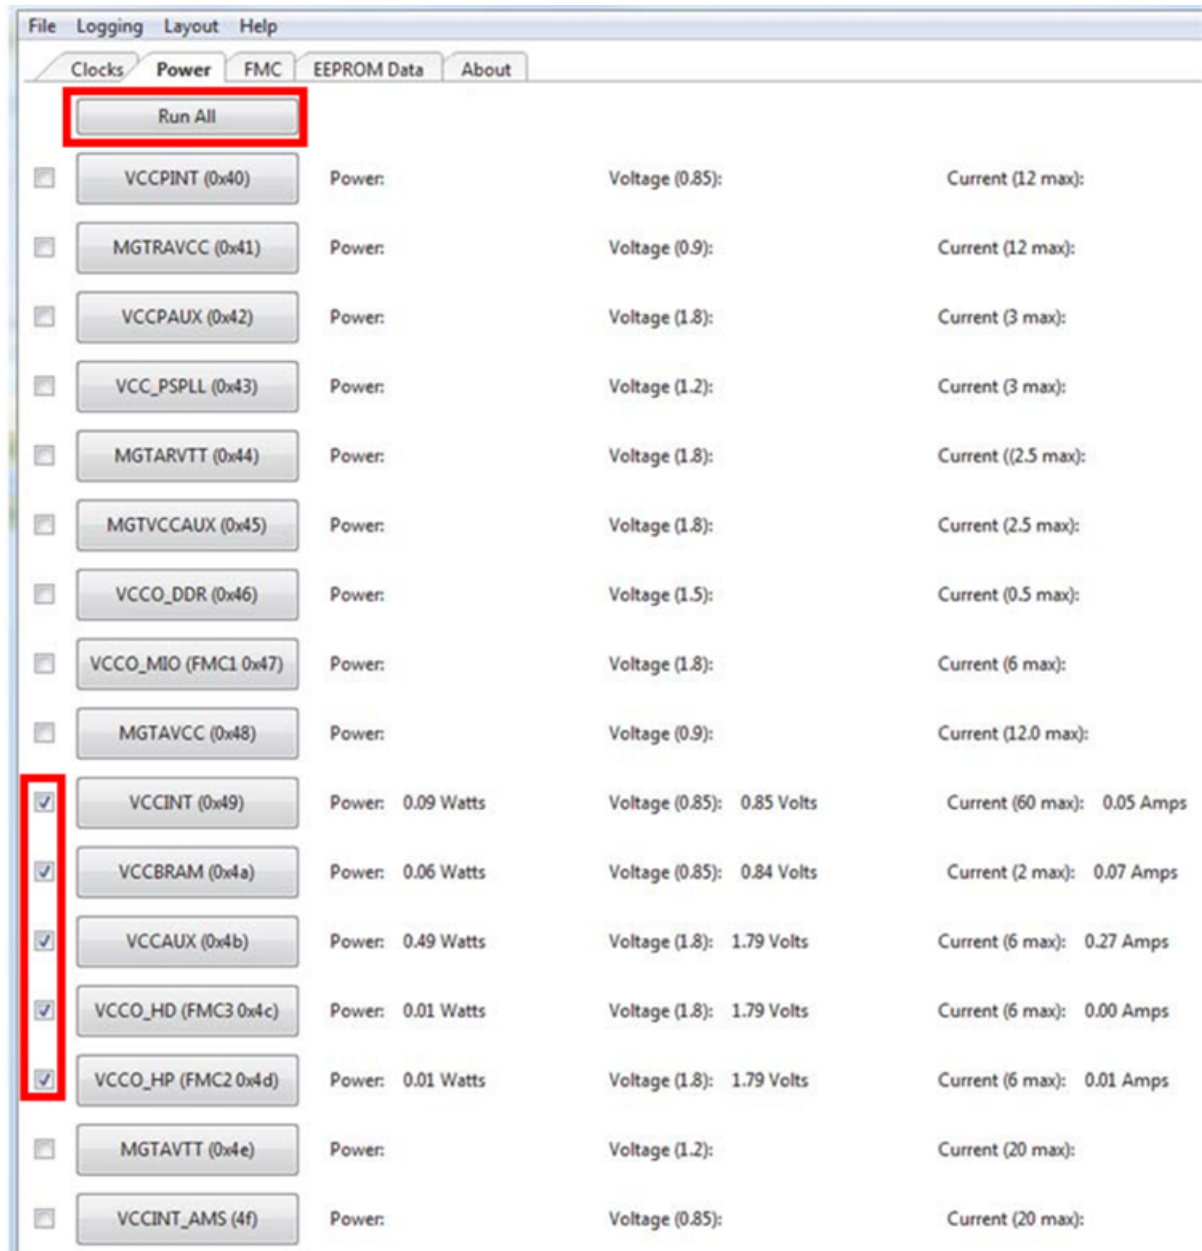 File Logging Layout Help
Clocks Power FMC EEPROM Data About
Run All
VCCPINT (0x40) Power: Voltage (0.85): Current (12 max):
MGTRAVCC (0x41) Power: Voltage (0.9): Current (12 max):
VCCPAUX (0x42) Power: Voltage (1.8): Current (3 max):
VCC_PSPLL (0x43) Power: Voltage (1.2): Current (3 max):
MGTARVTT (0x44) Power: Voltage (1.8): Current ((2.5 max):
MGTVCCAUX (0x45) Power: Voltage (1.8): Current (2.5 max):
VCCO_DDR (0x46) Power: Voltage (1.5): Current (0.5 max):
VCCO_MIO (FMC1 0x47) Power: Voltage (1.8): Current (6 max):
MGTAVCC (0x48) Power: Voltage (0.9): Current (12.0 max):
VCCINT (0x49) Power: 0.09 Watts Voltage (0.85): 0.85 Volts Current (60 max): 0.05 Amps
VCCBRAM (0x4a) Power: 0.06 Watts Voltage (0.85): 0.84 Volts Current (2 max): 0.07 Amps
VCCAUX (0x4b) Power: 0.49 Watts Voltage (1.8): 1.79 Volts Current (6 max): 0.27 Amps
VCCO_HD (FMC3 0x4c) Power: 0.01 Watts Voltage (1.8): 1.79 Volts Current (6 max): 0.00 Amps
VCCO_HP (FMC2 0x4d) Power: 0.01 Watts Voltage (1.8): 1.79 Volts Current (6 max): 0.01 Amps
MGTAVTT (0x4e) Power: Voltage (1.2): Current (20 max):
VCCINT_AMS (4f) Power: Voltage (0.85): Current (20 max):